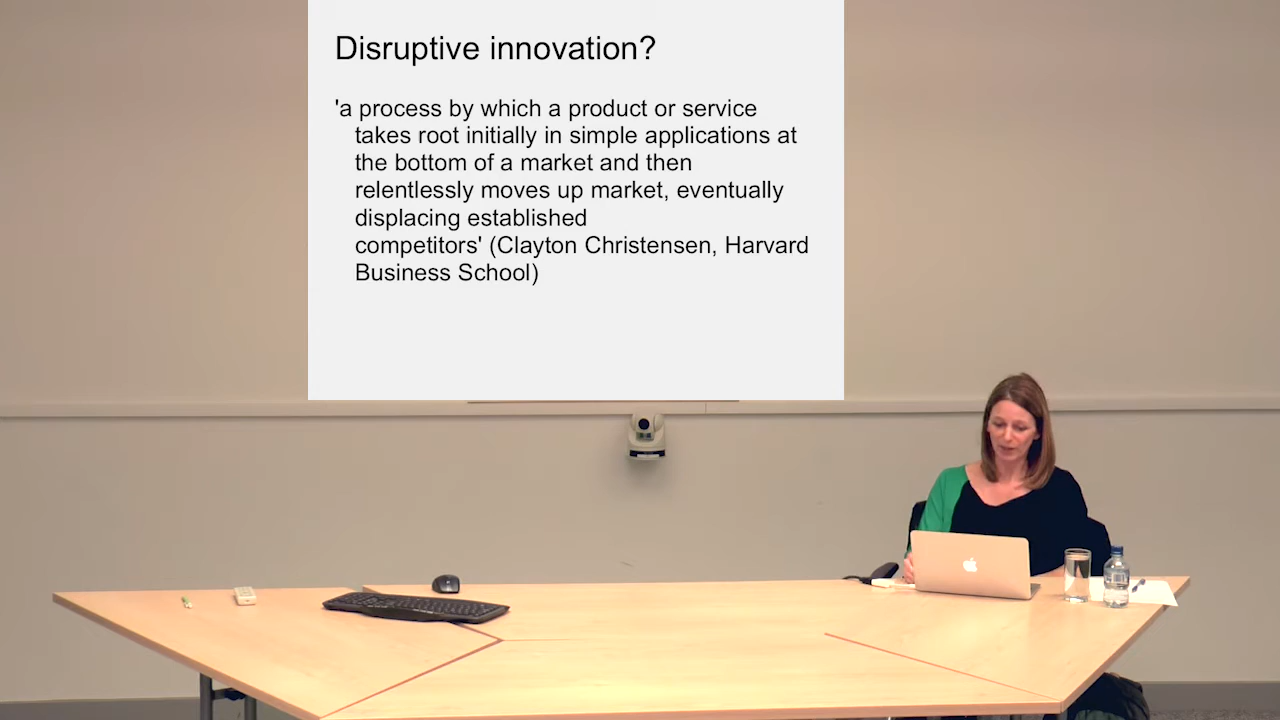 Disruptive innovation?
'a process by which a product or service
takes root initially in simple applications at
the bottom of a market and then
relentlessly moves up market, eventually
displacing established
competitors' (Clayton Christensen, Harvard
Business School)